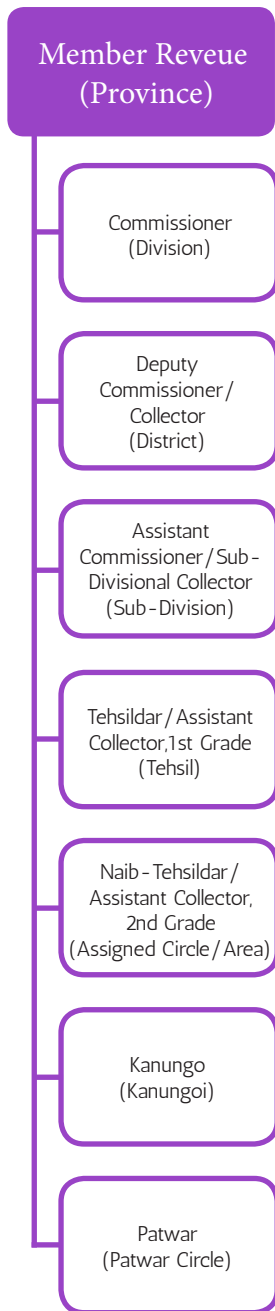 Member Reveue
(Province)
Commissioner
(Division)
Deputy
Commissioner/
Collector
(District)
Assistant
Commissioner/Sub-
Divisional Collector
(Sub-Division)
Tehsildar/Assistant
Collector,1st Grade
(Tehsil)
Naib-Tehsildar/
Assistant Collector,
2nd Grade
(Assigned Circle/Area)
Kanungo
(Kanungoi)
Patwar
(Patwar Circle)